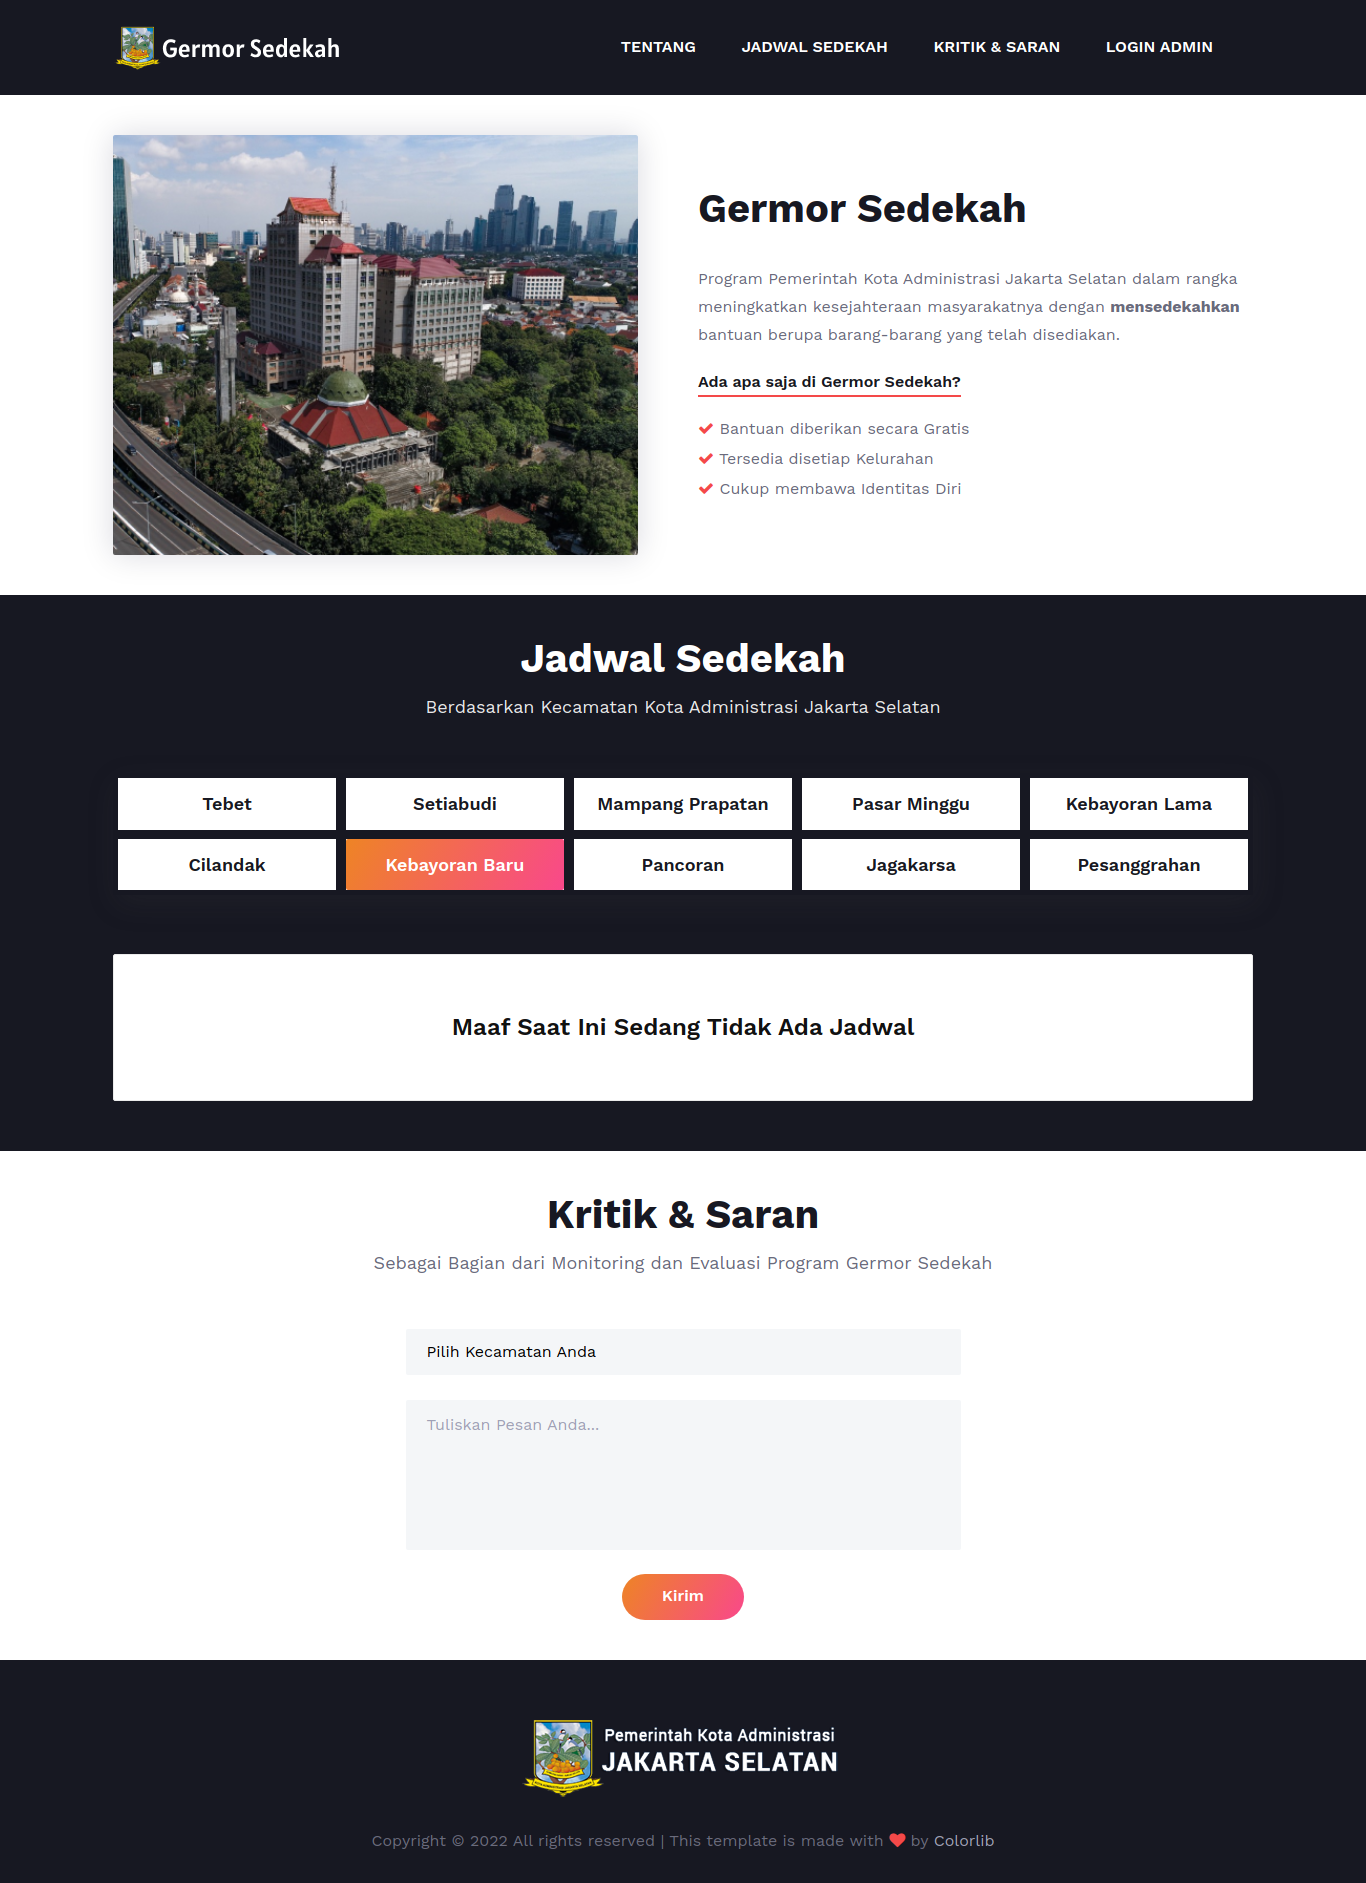 Germor Sedekah
TENTANG
JADWAL SEDEKAH
KRITIK & SARAN
LOGIN ADMIN
Germor Sedekah
Program Pemerintah Kota Administrasi Jakarta Selatan dalam rangka
meningkatkan kesejahteraan masyarakatnya dengan mensedekahkan
bantuan berupa barang-barang yang telah disediakan.
Ada apa saja di Germor Sedekah?
Bantuan diberikan secara Gratis
Tersedia disetiap Kelurahan
Cukup membawa Identitas Diri
Jadwal Sedekah
Berdasarkan Kecamatan Kota Administrasi Jakarta Selatan
Tebet
Setiabudi
Mampang Prapatan
Pasar Minggu
Kebayoran Lama
Cilandak
Kebayoran Baru
Pancoran
Jagakarsa
Pesanggrahan
Maaf Saat Ini Sedang Tidak Ada Jadwal
Kritik & Saran
Sebagai Bagian dari Monitoring dan Evaluasi Program Germor Sedekah
Pilih Kecamatan Anda
Tuliskan Pesan Anda...
Kirim
Pemerintah Kota Administrasi
JAKARTA SELATAN
Copyright © 2022 All rights reserved | This template is made with ❤ by Colorlib